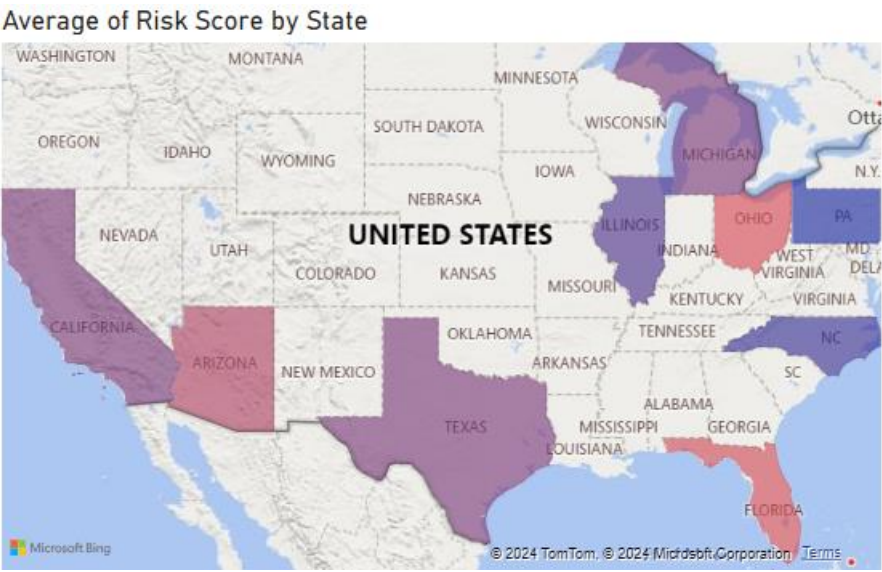 Average of Risk Score by State
WASHINGTON
MONTANA
MINNESOTA
OREGON
IDAHO
SOUTH DAKOTA
WISCONSIN
WYOMING
MICHIGAN
IOWA
N.Y.
NEBRASKA
NEVADA
UTAH
UNITED STATES
ILLINOIS
INDIANA
OHIO
PA
COLORADO
KANSAS
MISSOURI
WEST
VIRGINIA
MD
KENTUCKY
VIRGINIA
CALIFORNIA
OKLAHOMA
TENNESSEE
NC
ARIZONA
NEW MEXICO
ARKANSAS
SC
TEXAS
ALABAMA
MISSISSIPPI
GEORGIA
LOUISIANA
FLORIDA
Microsoft Bing
© 2024 TomTom, © 2024 Microsoft Corporation Terms